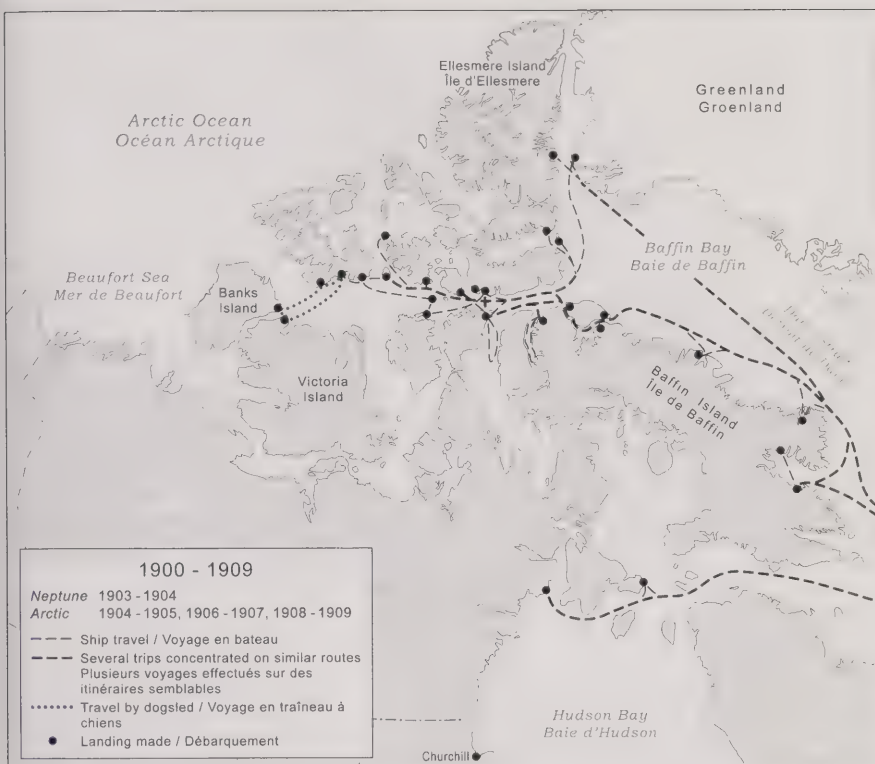 Ellesmere Island
Île d'Ellesmere
Greenland
Groenland
Arctic Ocean
Océan Arctique
Baffin Bay
Baie de Baffin
Beaufort Sea
Mer de Beaufort
Banks
Island
Victoria
Island
Baffin Island
Île de Baffin
1900 - 1909
Neptune 1903 - 1904
Arctic 1904 - 1905, 1906 - 1907, 1908 - 1909
Ship travel / Voyage en bateau
Several trips concentrated on similar routes
Plusieurs voyages effectués sur des
itinéraires semblables
Travel by dogsled / Voyage en traîneau à
chiens
Landing made / Débarquement
Hudson Bay
Baie d'Hudson
Churchill